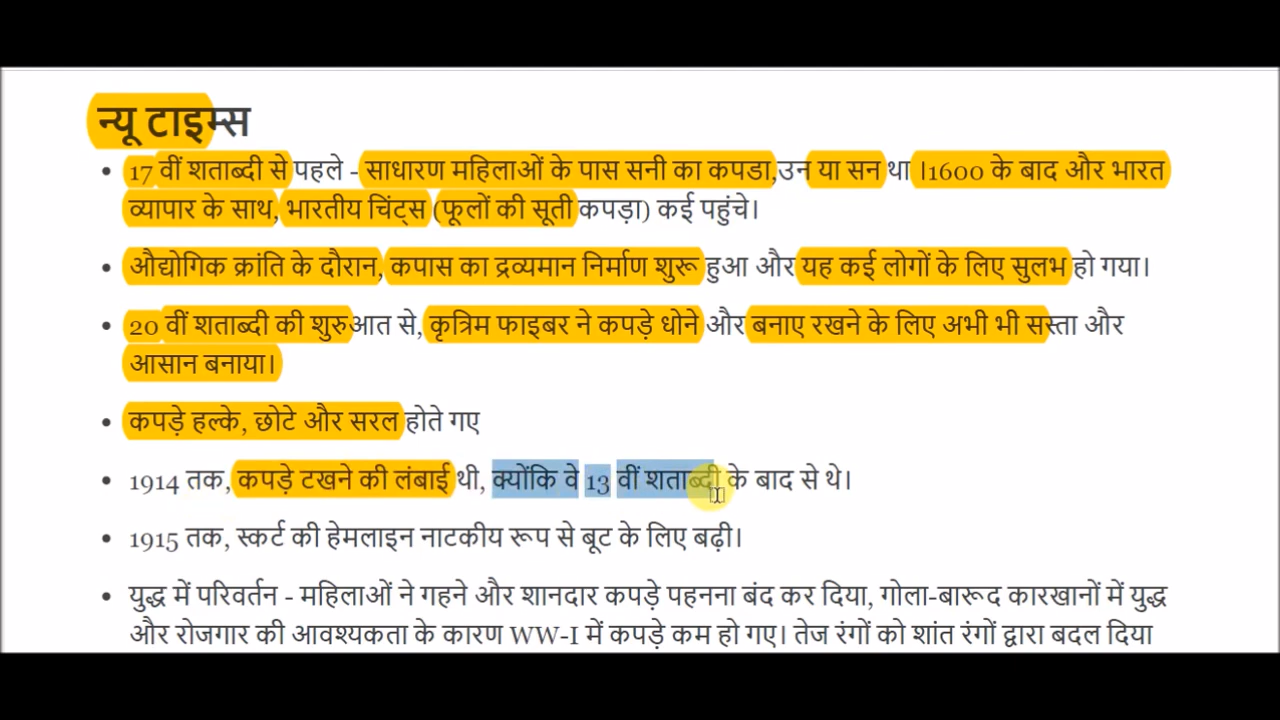 न्यू टाइम्स
• 17 वीं शताब्दी से पहले - साधारण महिलाओं के पास सनी का कपडा,उन या सन था ।1600 के बाद और भारत
व्यापार के साथ, भारतीय चिंट्स (फूलों की सूती कपड़ा) कई पहुंचे।
• औद्योगिक क्रांति के दौरान, कपास का द्रव्यमान निर्माण शुरू हुआ और यह कई लोगों के लिए सुलभ हो गया।
• 20 वीं शताब्दी की शुरुआत से, कृत्रिम फाइबर ने कपड़े धोने और बनाए रखने के लिए अभी भी सस्ता और
आसान बनाया।
• कपड़े हल्के, छोटे और सरल होते गए
• 1914 तक, कपड़े टखने की लंबाई थी, क्योंकि वे 13 वीं शताब्दी के बाद से थे।
• 1915 तक, स्कर्ट की हेमलाइन नाटकीय रूप से बूट के लिए बढ़ी।
• युद्ध में परिवर्तन - महिलाओं ने गहने और शानदार कपड़े पहनना बंद कर दिया, गोला-बारूद कारखानों में युद्ध
और रोजगार की आवश्यकता के कारण WW-I में कपड़े कम हो गए। तेज रंगों को शांत रंगों द्वारा बदल दिया